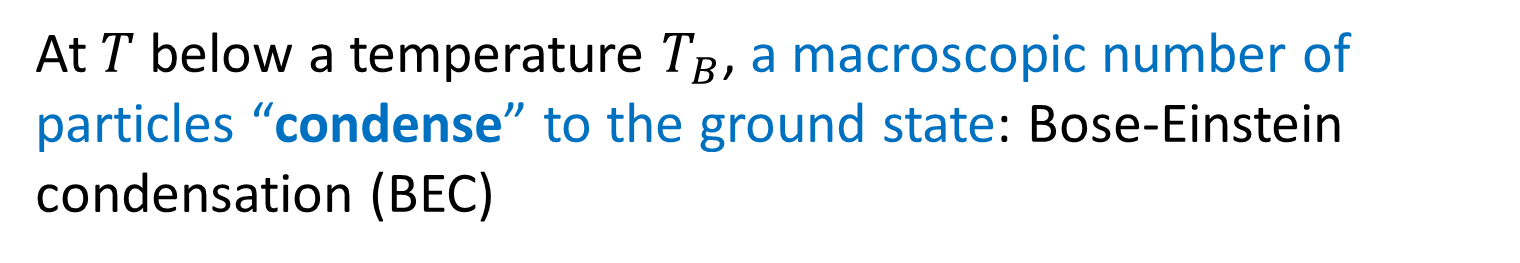 At T below a temperature T_B, a macroscopic number of
particles “condense” to the ground state: Bose-Einstein
condensation (BEC)